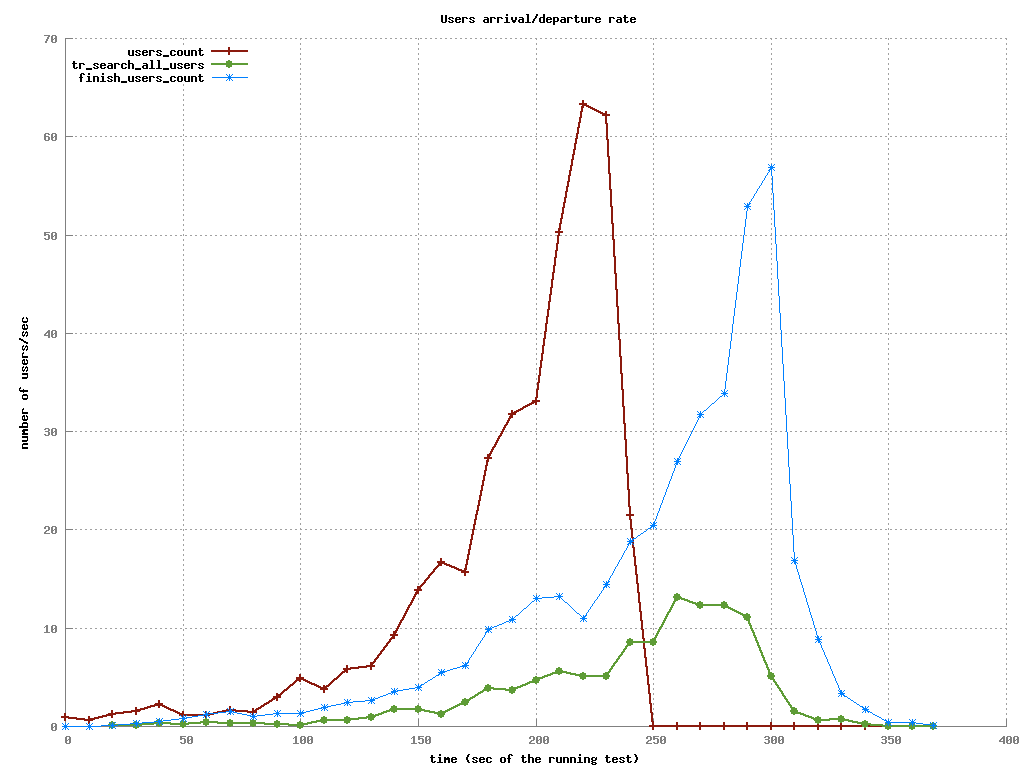 Users arrival/departure rate
users_count
tr_search_all_users
finish_users_count
number of users/sec
70
60
50
40
30
20
10
0
0 50 100 150 200 250 300 350 400
time (sec of the running test)